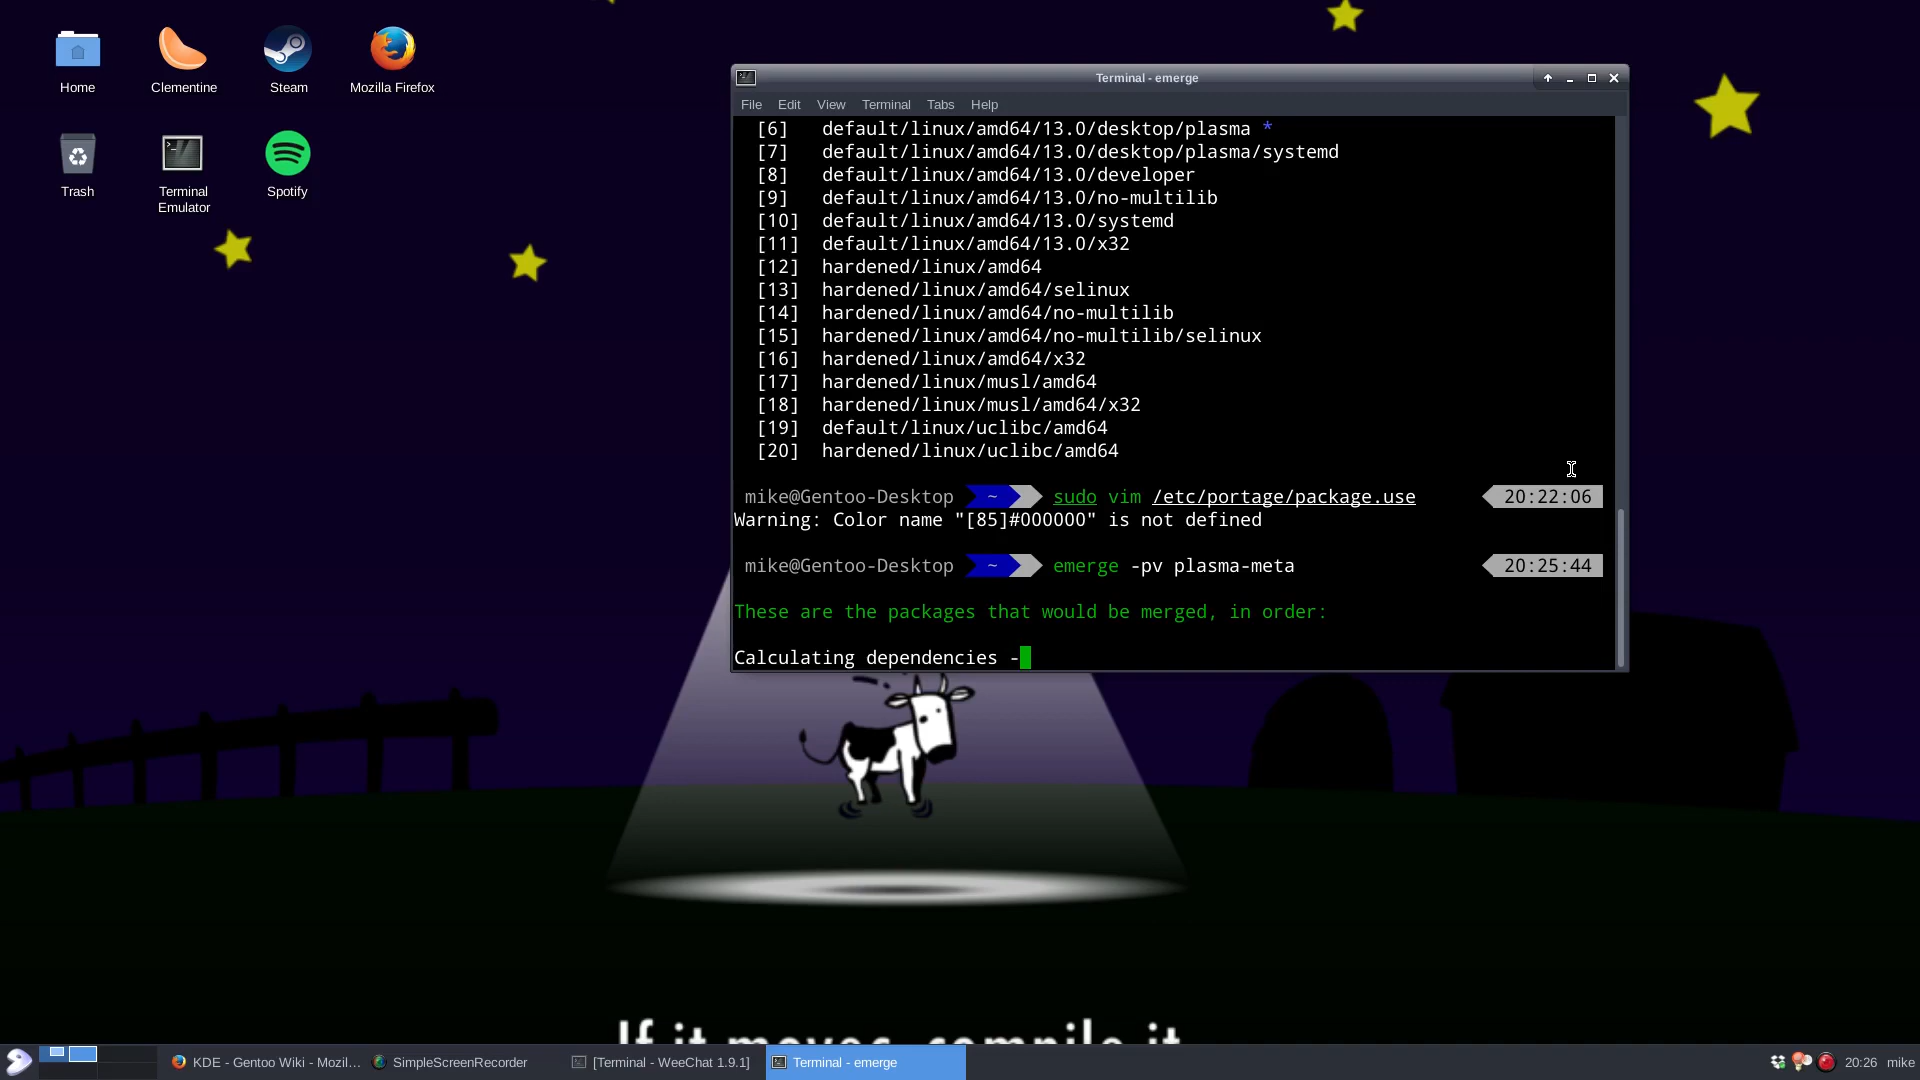 Home
Clementine
Steam
Mozilla Firefox
Trash
Terminal
Emulator
Spotify
Terminal - emerge
File Edit View Terminal Tabs Help
[6] default/linux/amd64/13.0/desktop/plasma *
[7] default/linux/amd64/13.0/desktop/plasma/systemd
[8] default/linux/amd64/13.0/developer
[9] default/linux/amd64/13.0/no-multilib
[10] default/linux/amd64/13.0/systemd
[11] default/linux/amd64/13.0/x32
[12] hardened/linux/amd64
[13] hardened/linux/amd64/selinux
[14] hardened/linux/amd64/no-multilib
[15] hardened/linux/amd64/no-multilib/selinux
[16] hardened/linux/amd64/x32
[17] hardened/linux/musl/amd64
[18] hardened/linux/musl/amd64/x32
[19] default/linux/uclibc/amd64
[20] hardened/linux/uclibc/amd64
mike@Gentoo-Desktop ~ sudo vim /etc/portage/package.use 20:22:06
Warning: Color name "[85]#000000" is not defined
mike@Gentoo-Desktop ~ emerge -pv plasma-meta 20:25:44
These are the packages that would be merged, in order:
Calculating dependencies -
If it moves, compile it
KDE - Gentoo Wiki - Mozil... SimpleScreenRecorder [Terminal - WeeChat 1.9.1] Terminal - emerge 20:26 mike